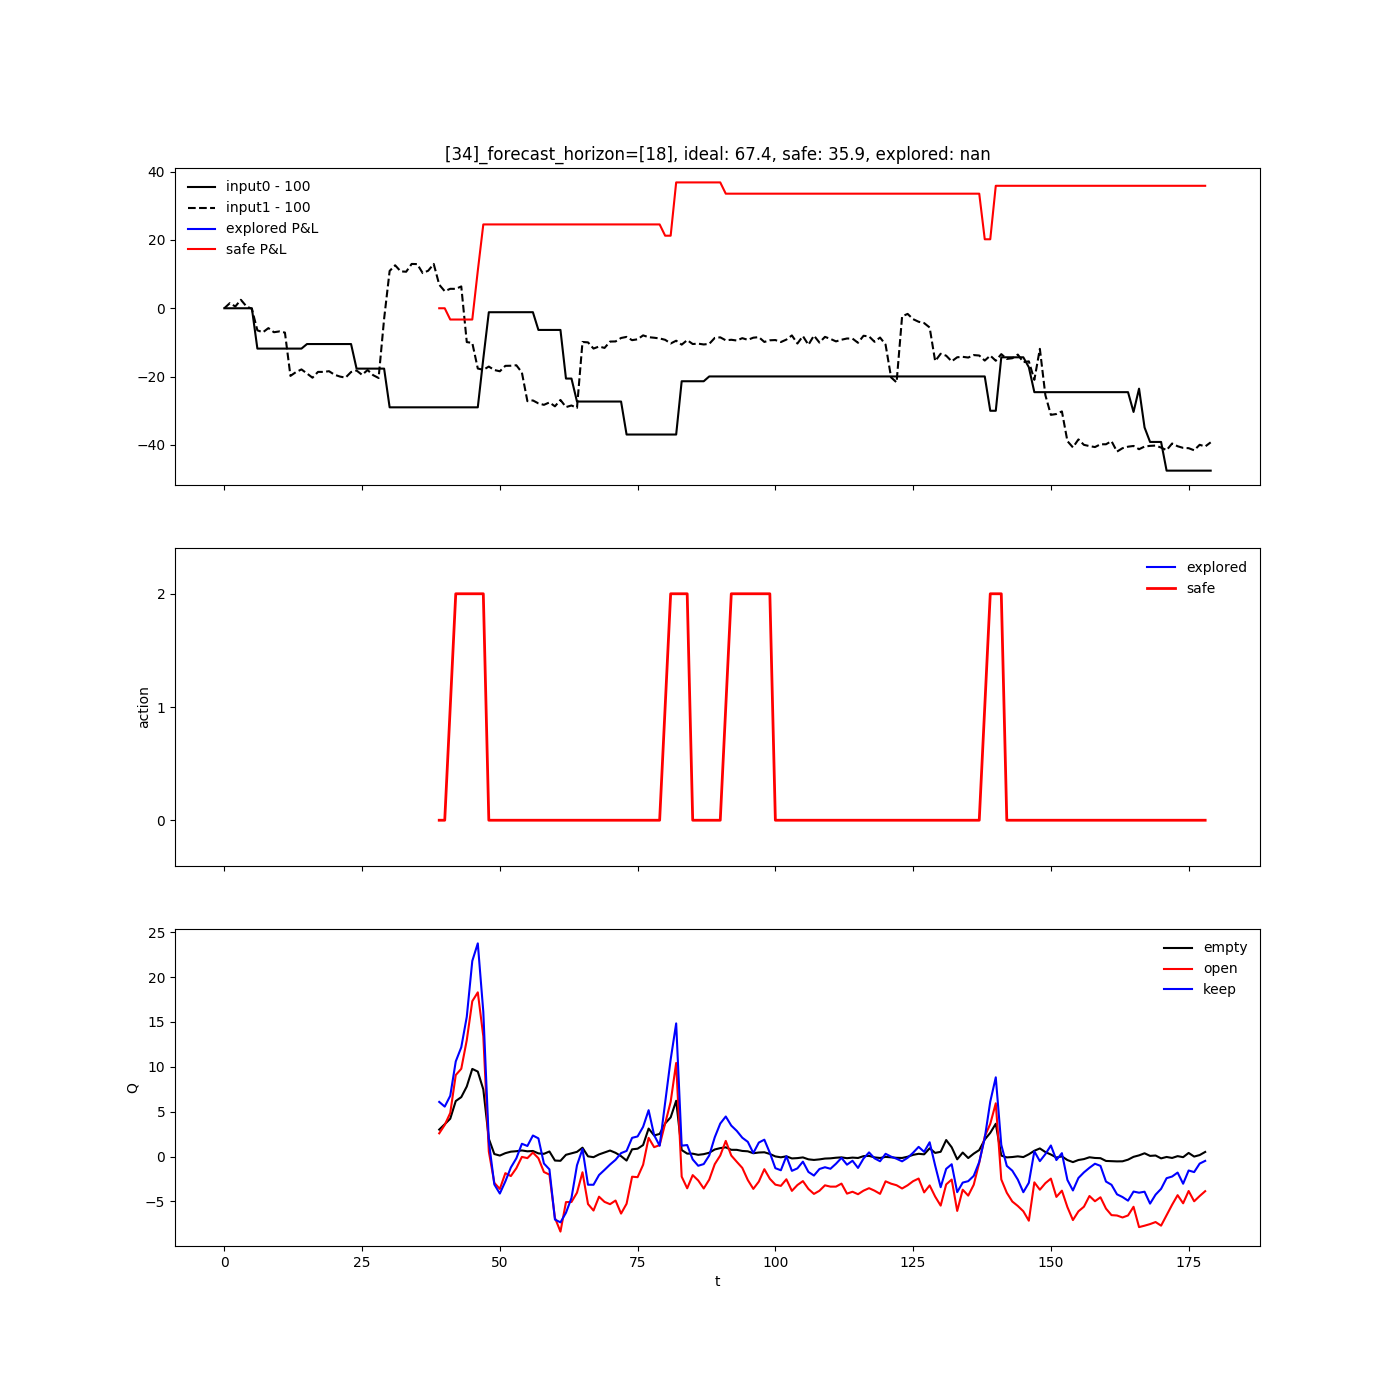 [34]_forecast_horizon=[18], ideal: 67.4, safe: 35.9, explored: nan
40
20
0
−20
−40
input0 - 100
input1 - 100
explored P&L
safe P&L
action
2
1
0
explored
safe
Q
25
20
15
10
5
0
−5
empty
open
keep
0 25 50 75 100 125 150 175
t